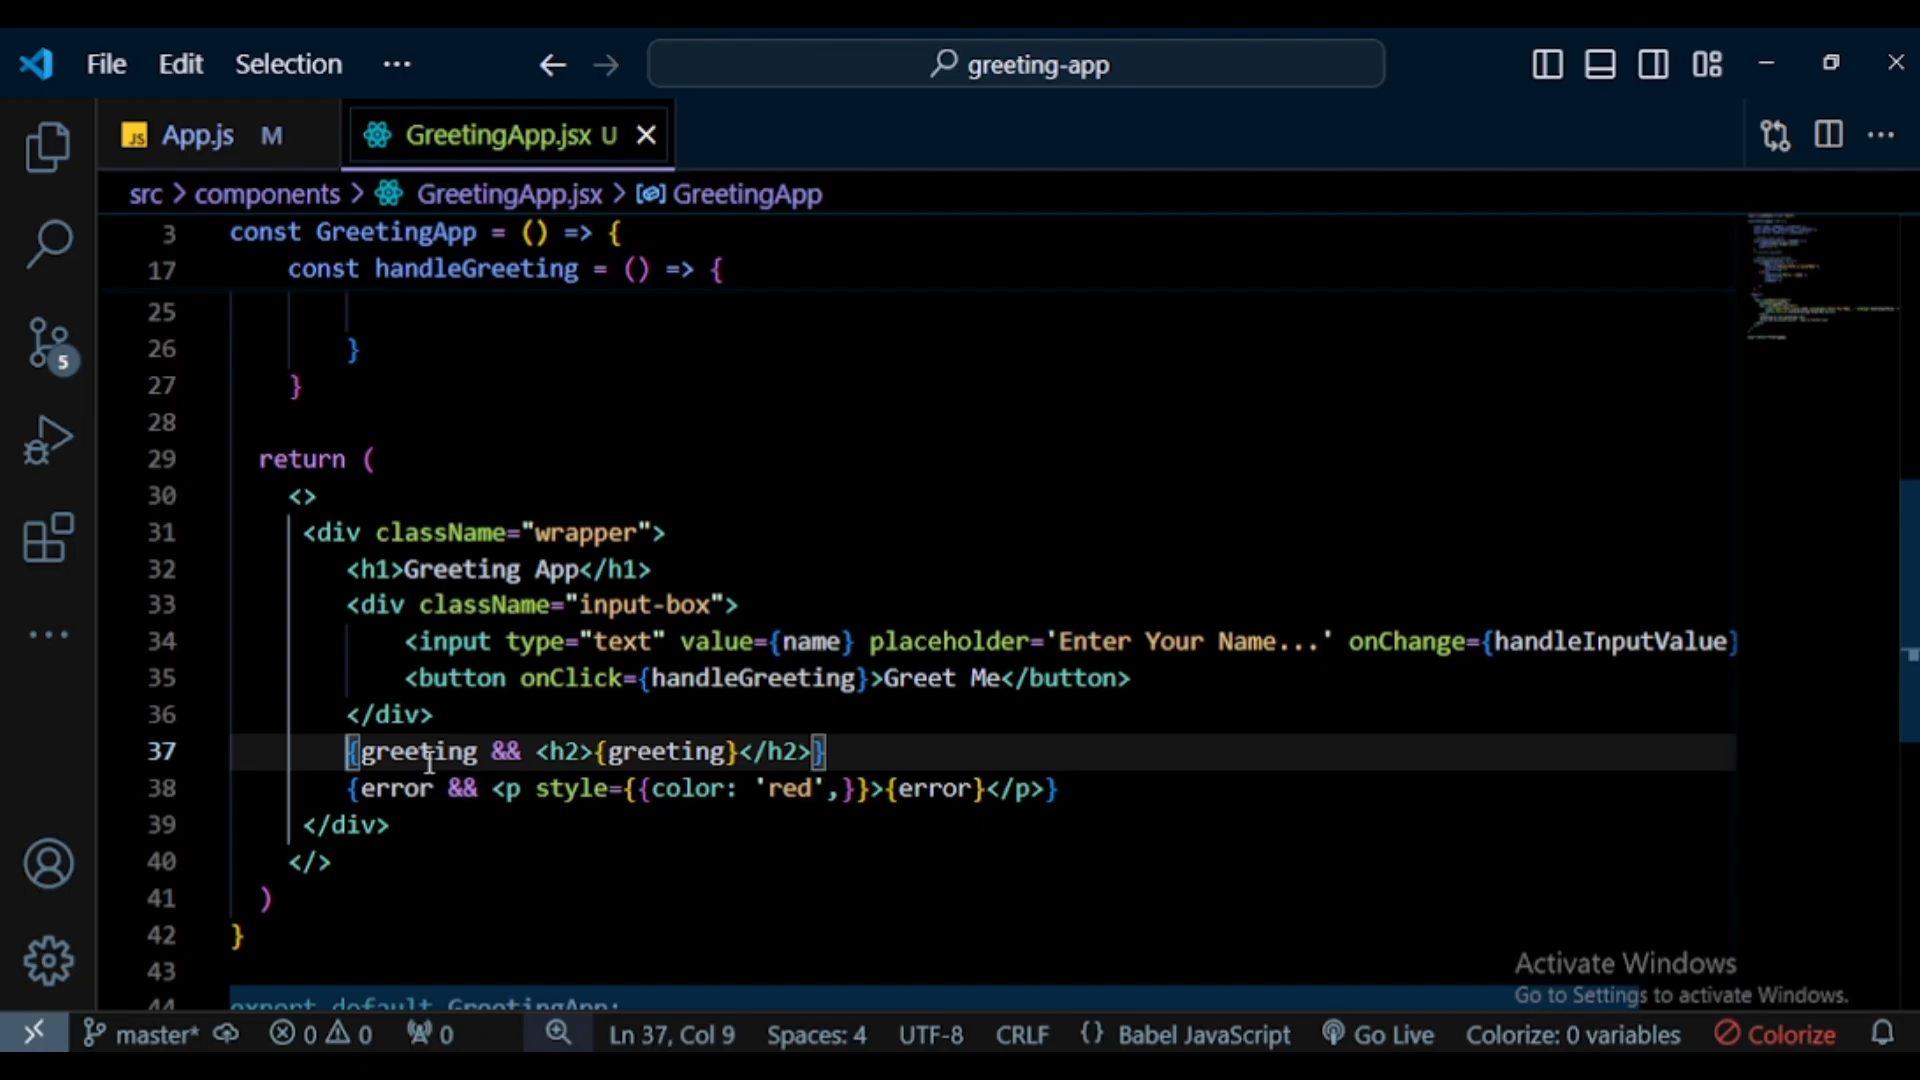 File Edit Selection ··· greeting-app
JS App.js M GreetingApp.jsx U
src > components > GreetingApp.jsx > GreetingApp
3 const GreetingApp = () => {
17 const handleGreeting = () => {
25
26 }
27 }
28
29 return (
30 <>
31 <div className="wrapper">
32 <h1>Greeting App</h1>
33 <div className="input-box">
34 <input type="text" value={name} placeholder='Enter Your Name...' onChange={handleInputValue}
35 <button onClick={handleGreeting}>Greet Me</button>
36 </div>
37 {greeting && <h2>{greeting}</h2>}
38 {error && <p style={{color: 'red',}}>{error}</p>}
39 </div>
40 </>
41 )
42 }
43
44 export default GreetingApp;
5
Activate Windows
Go to Settings to activate Windows.
master* 0 0 0 Ln 37, Col 9 Spaces: 4 UTF-8 CRLF {} Babel JavaScript Go Live Colorize: 0 variables Colorize